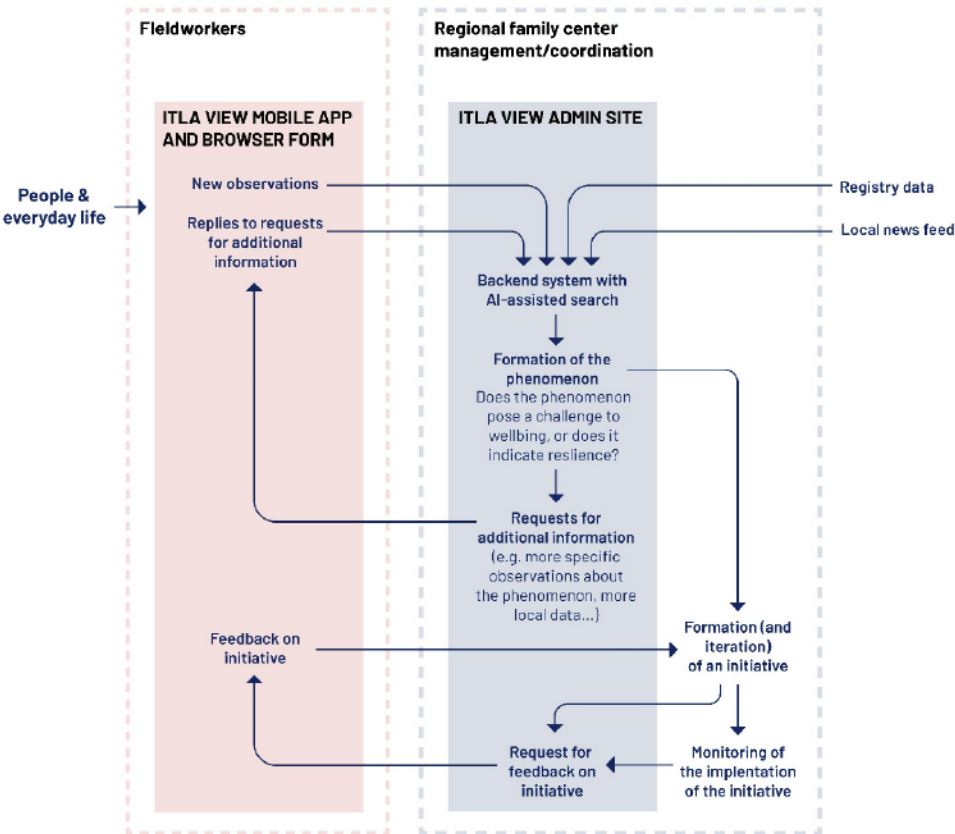 Fieldworkers
Regional family center
management/coordination
ITLA VIEW MOBILE APP
AND BROWSER FORM
ITLA VIEW ADMIN SITE
People &
everyday life
New observations
Replies to requests
for additional
information
Registry data
Local news feed
Backend system with
AI-assisted search
Formation of the
phenomenon
Does the phenomenon
pose a challenge to
wellbing, or does it
indicate reslience?
Requests for
additional information
(e.g. more specific
observations about
the phenomenon, more
local data...)
Feedback on
initiative
Formation (and
iteration)
of an initiative
Request for
feedback on
initiative
Monitoring of
the implentation
of the initiative